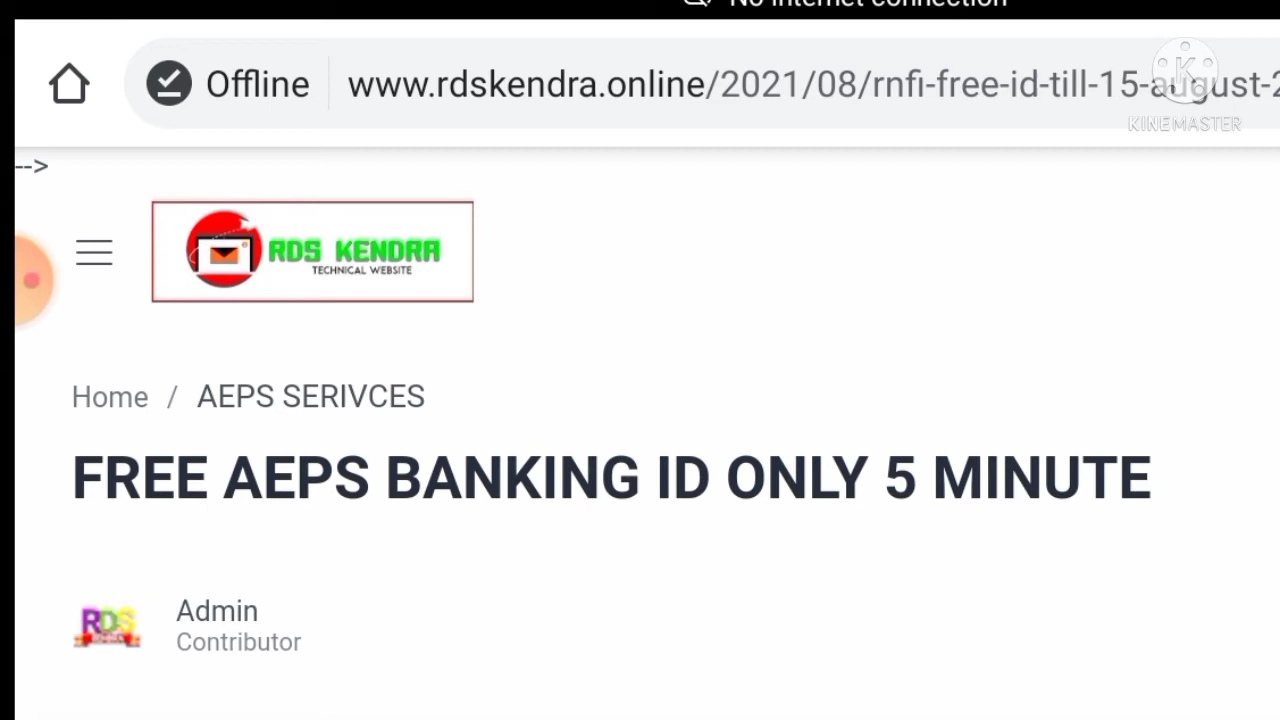 No internet connection
Offline www.rdskendra.online/2021/08/rnfi-free-id-till-15-august-2
K
KINEMASTER
-->
RDS KENDRA
TECHNICAL WEBSITE
Home / AEPS SERIVCES
FREE AEPS BANKING ID ONLY 5 MINUTE
RDS
Admin
Contributor